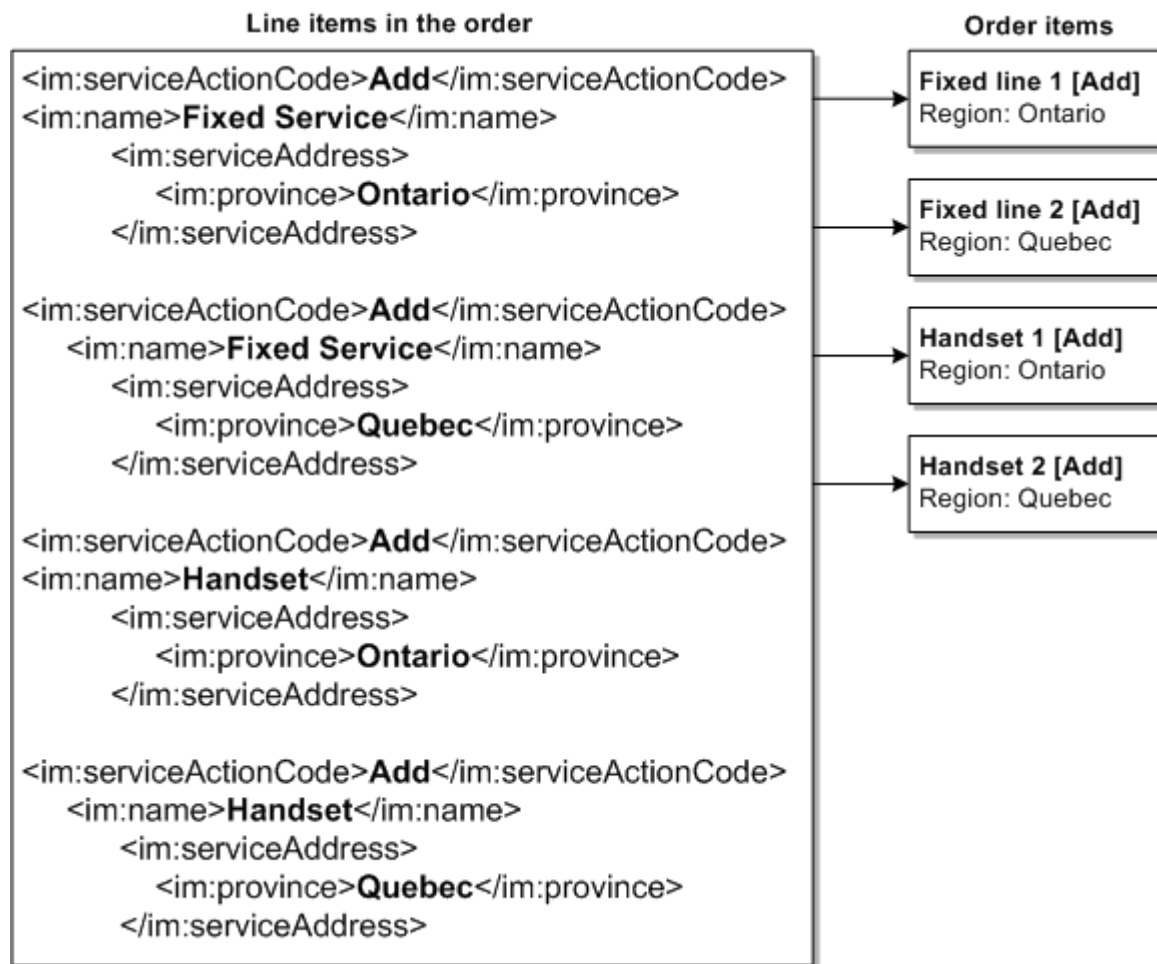 Line items in the order
<im:serviceActionCode>Add</im:serviceActionCode>
<im:name>Fixed Service</im:name>
<im:serviceAddress>
<im:province>Ontario</im:province>
</im:serviceAddress>
<im:serviceActionCode>Add</im:serviceActionCode>
<im:name>Fixed Service</im:name>
<im:serviceAddress>
<im:province>Quebec</im:province>
</im:serviceAddress>
<im:serviceActionCode>Add</im:serviceActionCode>
<im:name>Handset</im:name>
<im:serviceAddress>
<im:province>Ontario</im:province>
</im:serviceAddress>
<im:serviceActionCode>Add</im:serviceActionCode>
<im:name>Handset</im:name>
<im:serviceAddress>
<im:province>Quebec</im:province>
</im:serviceAddress>
Order items
Fixed line 1 [Add]
Region: Ontario
Fixed line 2 [Add]
Region: Quebec
Handset 1 [Add]
Region: Ontario
Handset 2 [Add]
Region: Quebec